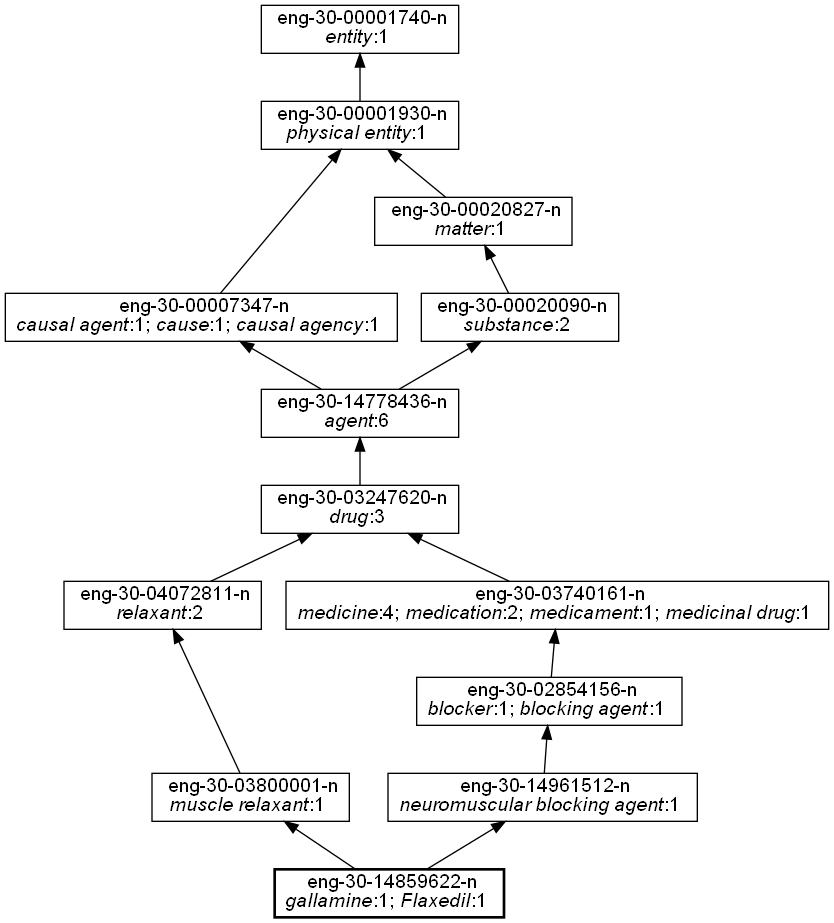 eng-30-00001740-n
entity:1
eng-30-00001930-n
physical entity:1
eng-30-00020827-n
matter:1
eng-30-00007347-n
causal agent:1; cause:1; causal agency:1
eng-30-00020090-n
substance:2
eng-30-14778436-n
agent:6
eng-30-03247620-n
drug:3
eng-30-04072811-n
relaxant:2
eng-30-03740161-n
medicine:4; medication:2; medicament:1; medicinal drug:1
eng-30-02854156-n
blocker:1; blocking agent:1
eng-30-03800001-n
muscle relaxant:1
eng-30-14961512-n
neuromuscular blocking agent:1
eng-30-14859622-n
gallamine:1; Flaxedil:1